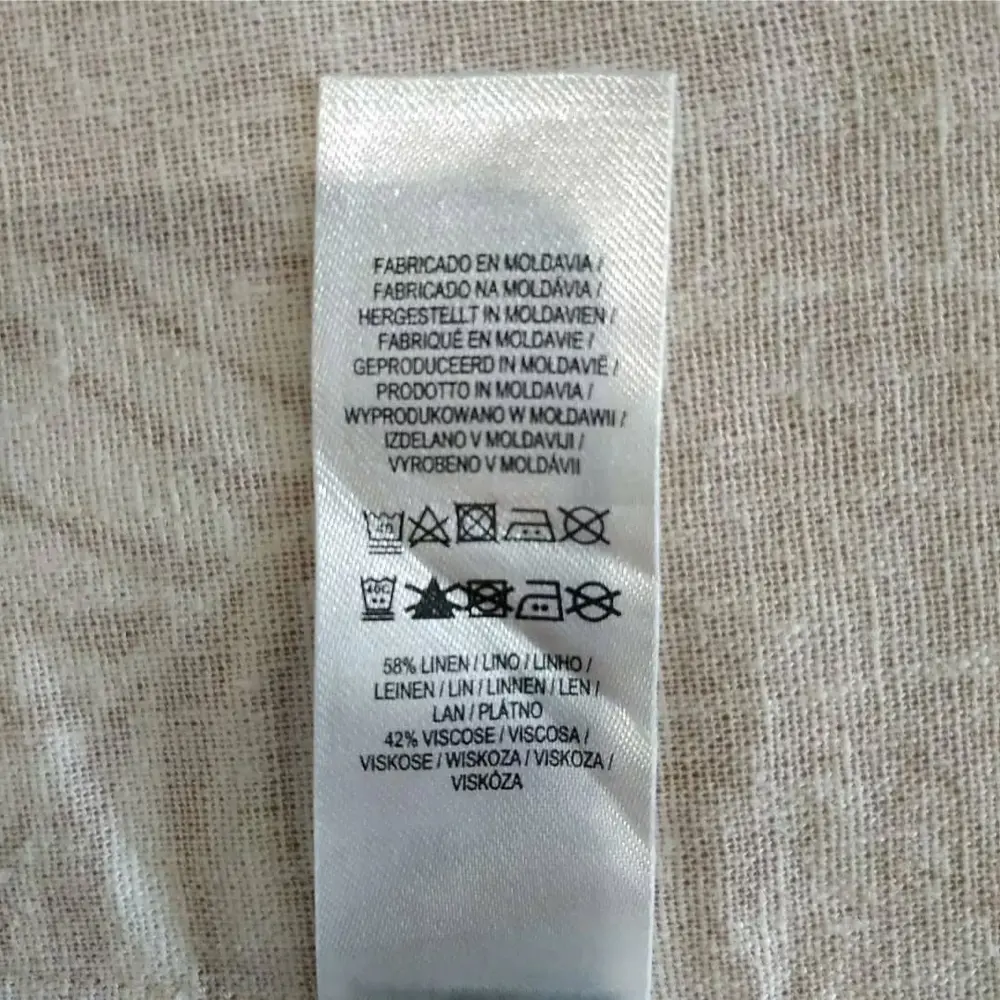 FABRICADO EN MOLDAVIA /
FABRICADO NA MOLDÁVIA /
HERGESTELLT IN MOLDAVIEN /
FABRIQUÉ EN MOLDAVIE /
GEPRODUCEERD IN MOLDAVIË /
PRODOTTO IN MOLDAVIA /
WYPRODUKOWANO W MOŁDAWII /
IZDELANO V MOLDAVIJI /
VYROBENO V MOLDÁVII
40
40C
58% LINEN / LINO / LINHO /
LEINEN / LIN / LINNEN / LEN /
LAN / PLÁTNO
42% VISCOSE / VISCOSA /
VISKOSE / WISKOZA / VISKOZA /
VISKÓZA